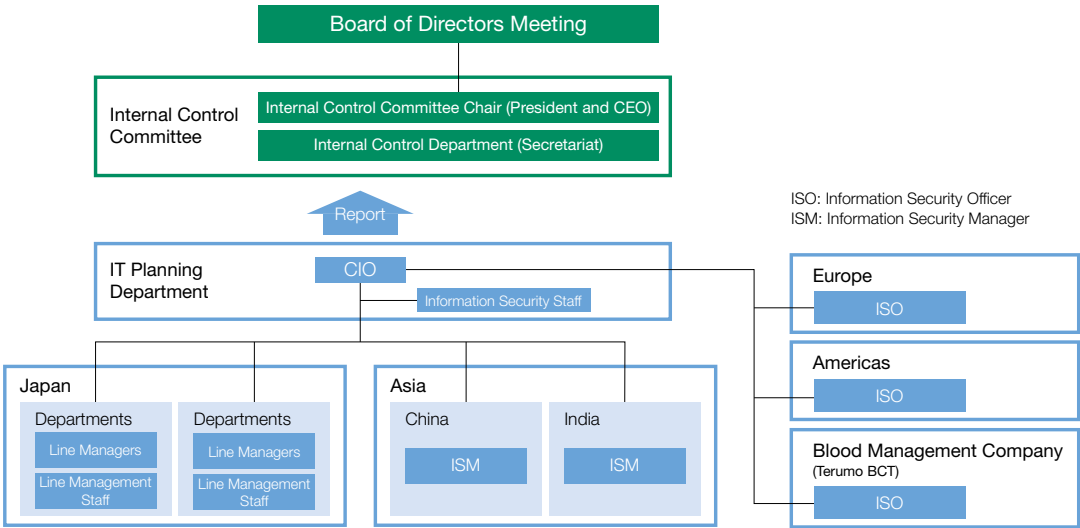 Board of Directors Meeting
Internal Control
Committee
Internal Control Committee Chair (President and CEO)
Internal Control Department (Secretariat)
Report
ISO: Information Security Officer
ISM: Information Security Manager
IT Planning
Department
CIO
Information Security Staff
Europe
ISO
Americas
ISO
Blood Management Company
(Terumo BCT)
ISO
Japan
Departments
Line Managers
Line Management
Staff
Departments
Line Managers
Line Management
Staff
Asia
China
ISM
India
ISM